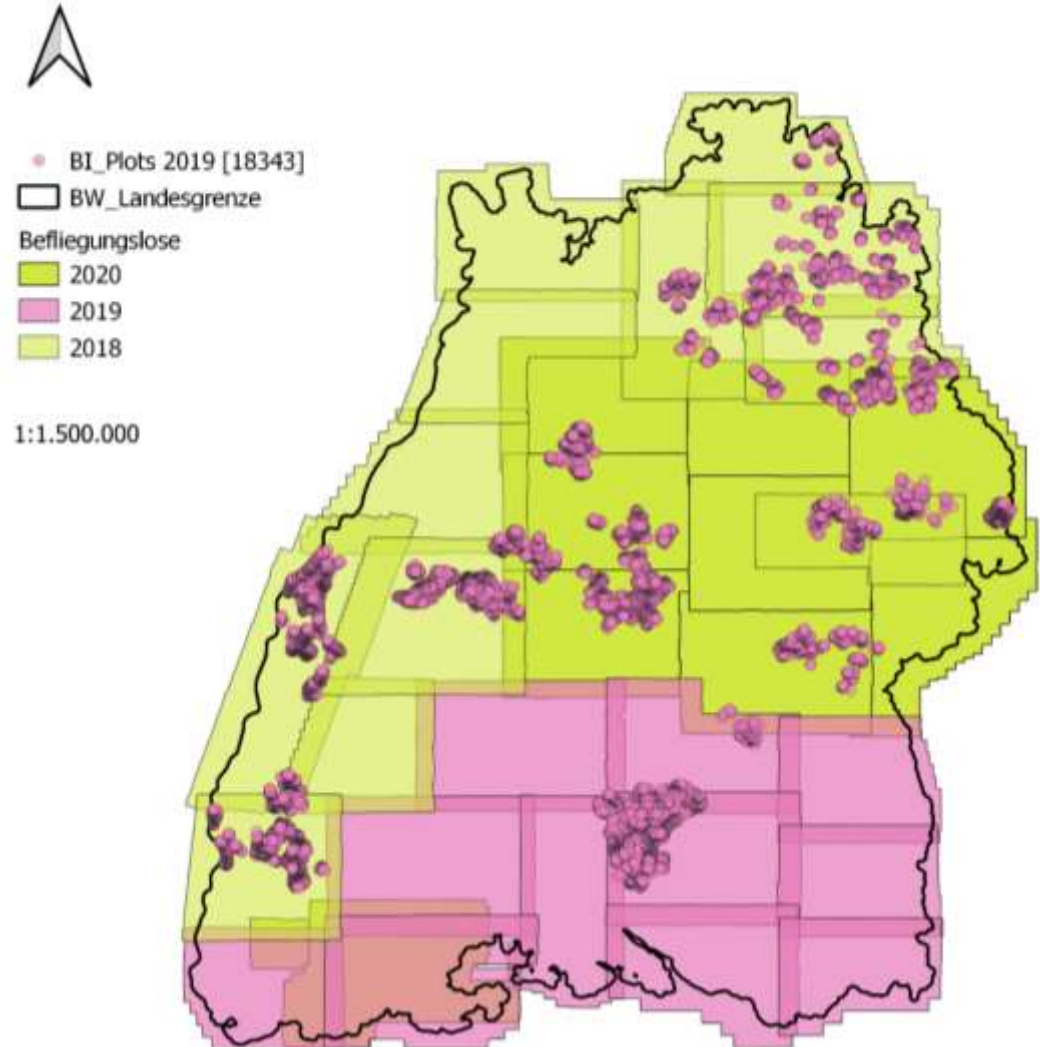 BI_Plots 2019 [18343]
BW_Landesgrenze
Befliegungslose
2020
2019
2018
1:1.500.000